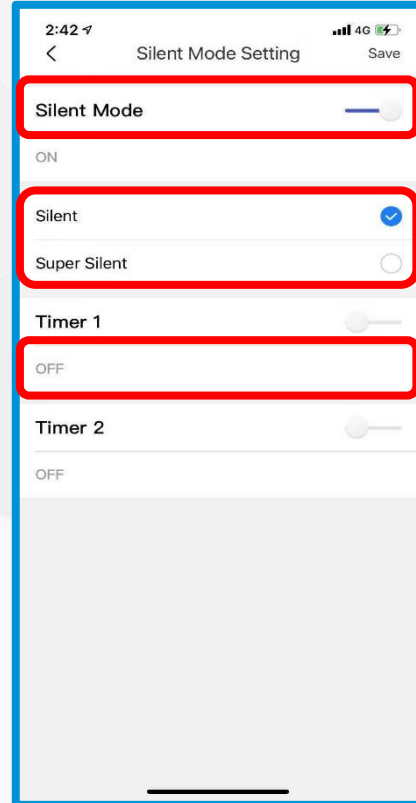 2:42 4G
Silent Mode Setting Save
Silent Mode
ON
Silent
Super Silent
Timer 1
OFF
Timer 2
OFF